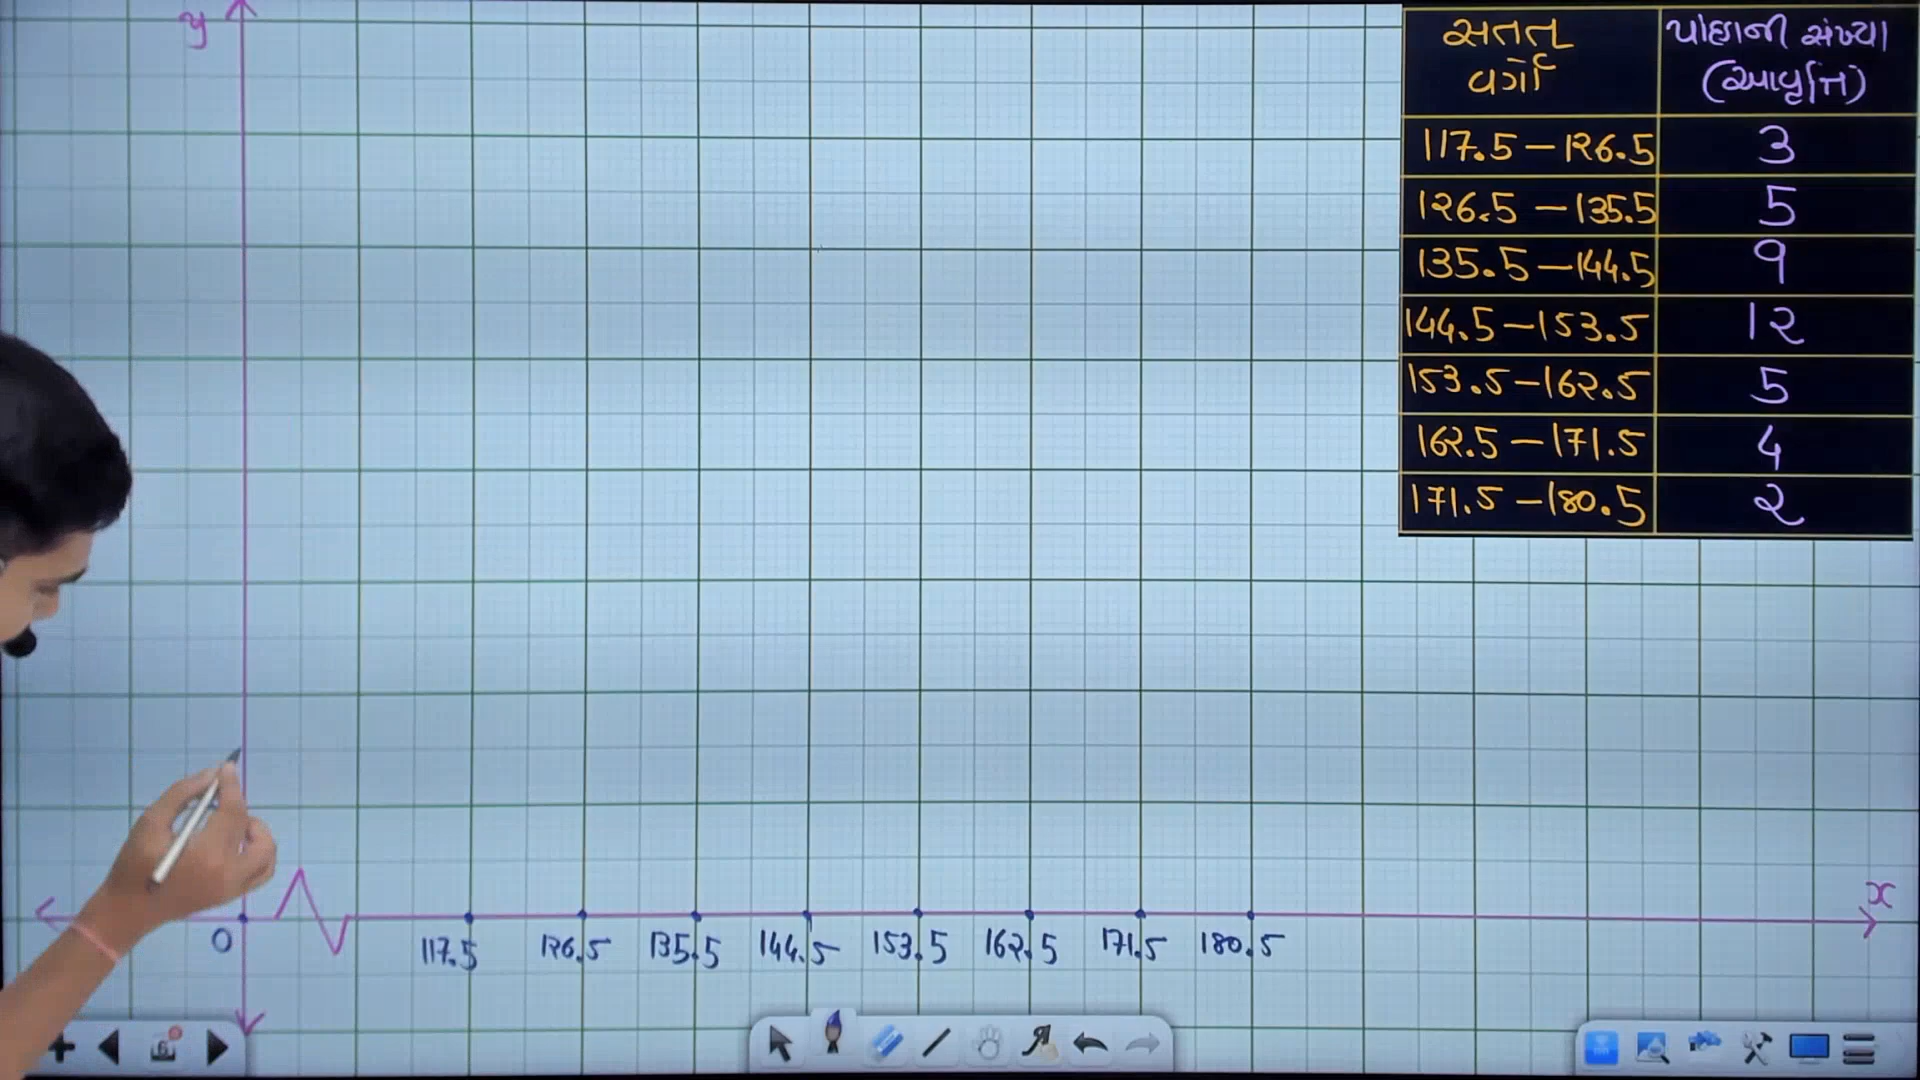 y
સતત
વર્ગો
પાંદડાની સંખ્યા
(આવૃત્તિ)
117.5 – 126.5
3
126.5 – 135.5
5
135.5 – 144.5
9
144.5 – 153.5
12
153.5 – 162.5
5
162.5 – 171.5
4
171.5 – 180.5
2
x
0
117.5 126.5 135.5 144.5 153.5 162.5 171.5 180.5